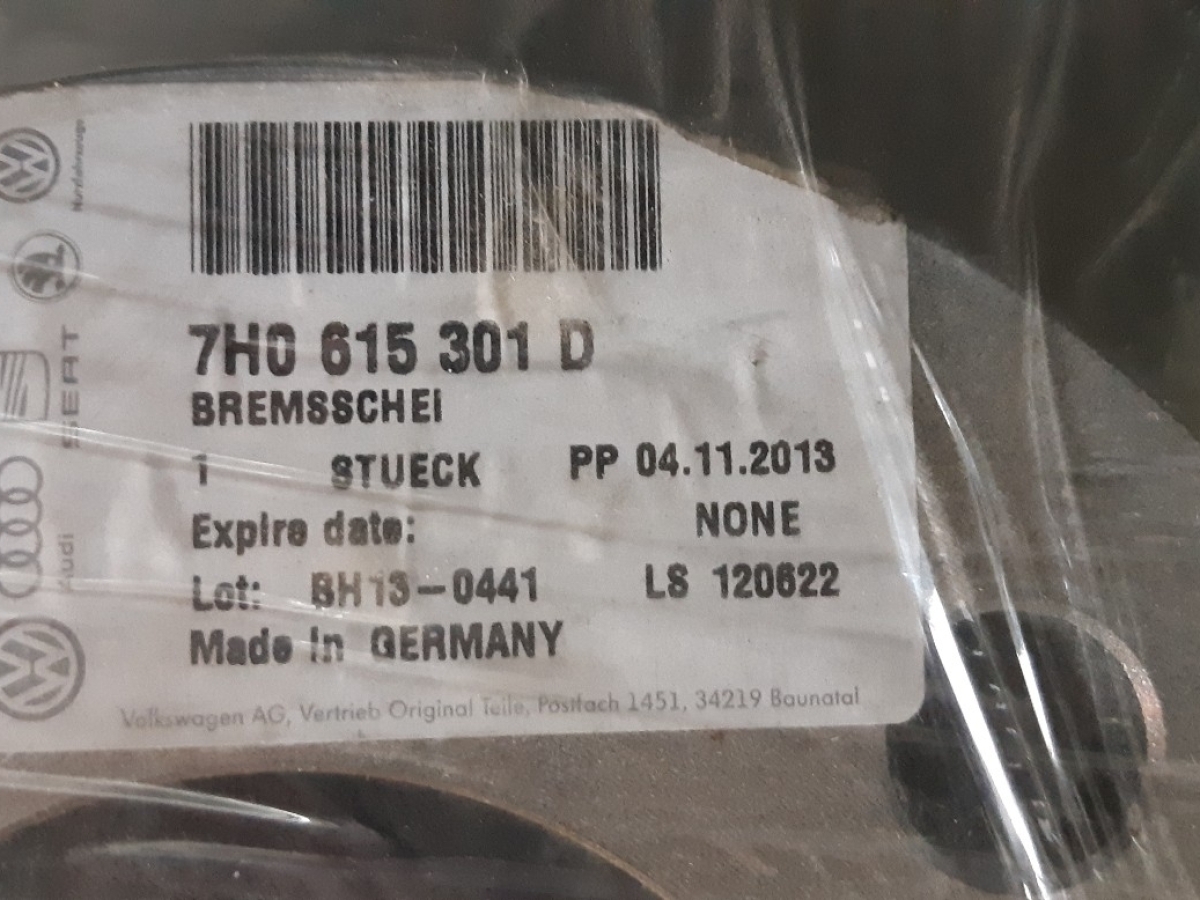 7H0 615 301 D
BREMSSCHEI
1 STUECK PP 04.11.2013
Expire date: NONE
Lot: BH13-0441 LS 120622
Made in GERMANY
Volkswagen AG, Vertrieb Original Teile, Postfach 1451, 34219 Baunatal
Nutzfahrzeuge
SEAT
Audi